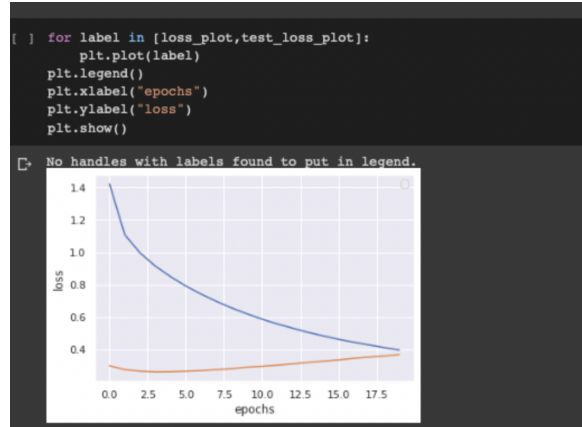 [ ] for label in [loss_plot,test_loss_plot]:
plt.plot(label)
plt.legend()
plt.xlabel("epochs")
plt.ylabel("loss")
plt.show()
No handles with labels found to put in legend.
1.4
1.2
1.0
0.8
0.6
0.4
loss
0.0 2.5 5.0 7.5 10.0 12.5 15.0 17.5
epochs